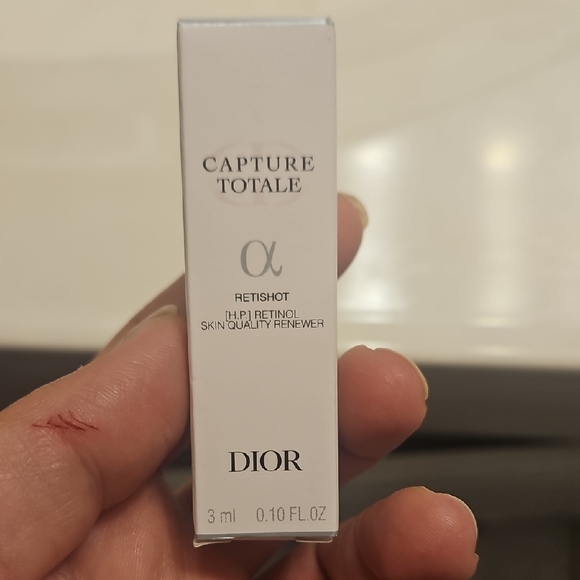 CAPTURE
TOTALE
α
RETISHOT
[H.P] RETINOL
SKIN QUALITY RENEWER
DIOR
3 ml 0.10 FL.OZ